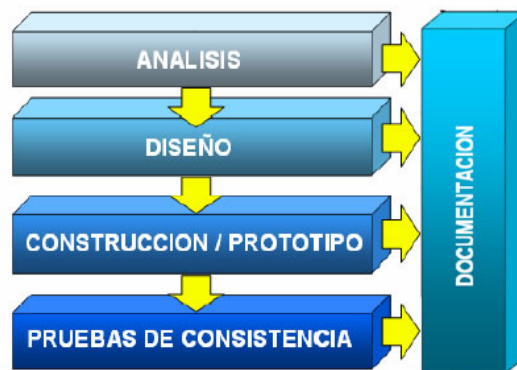 ANALISIS
DISEÑO
CONSTRUCCION / PROTOTIPO
PRUEBAS DE CONSISTENCIA
DOCUMENTACION